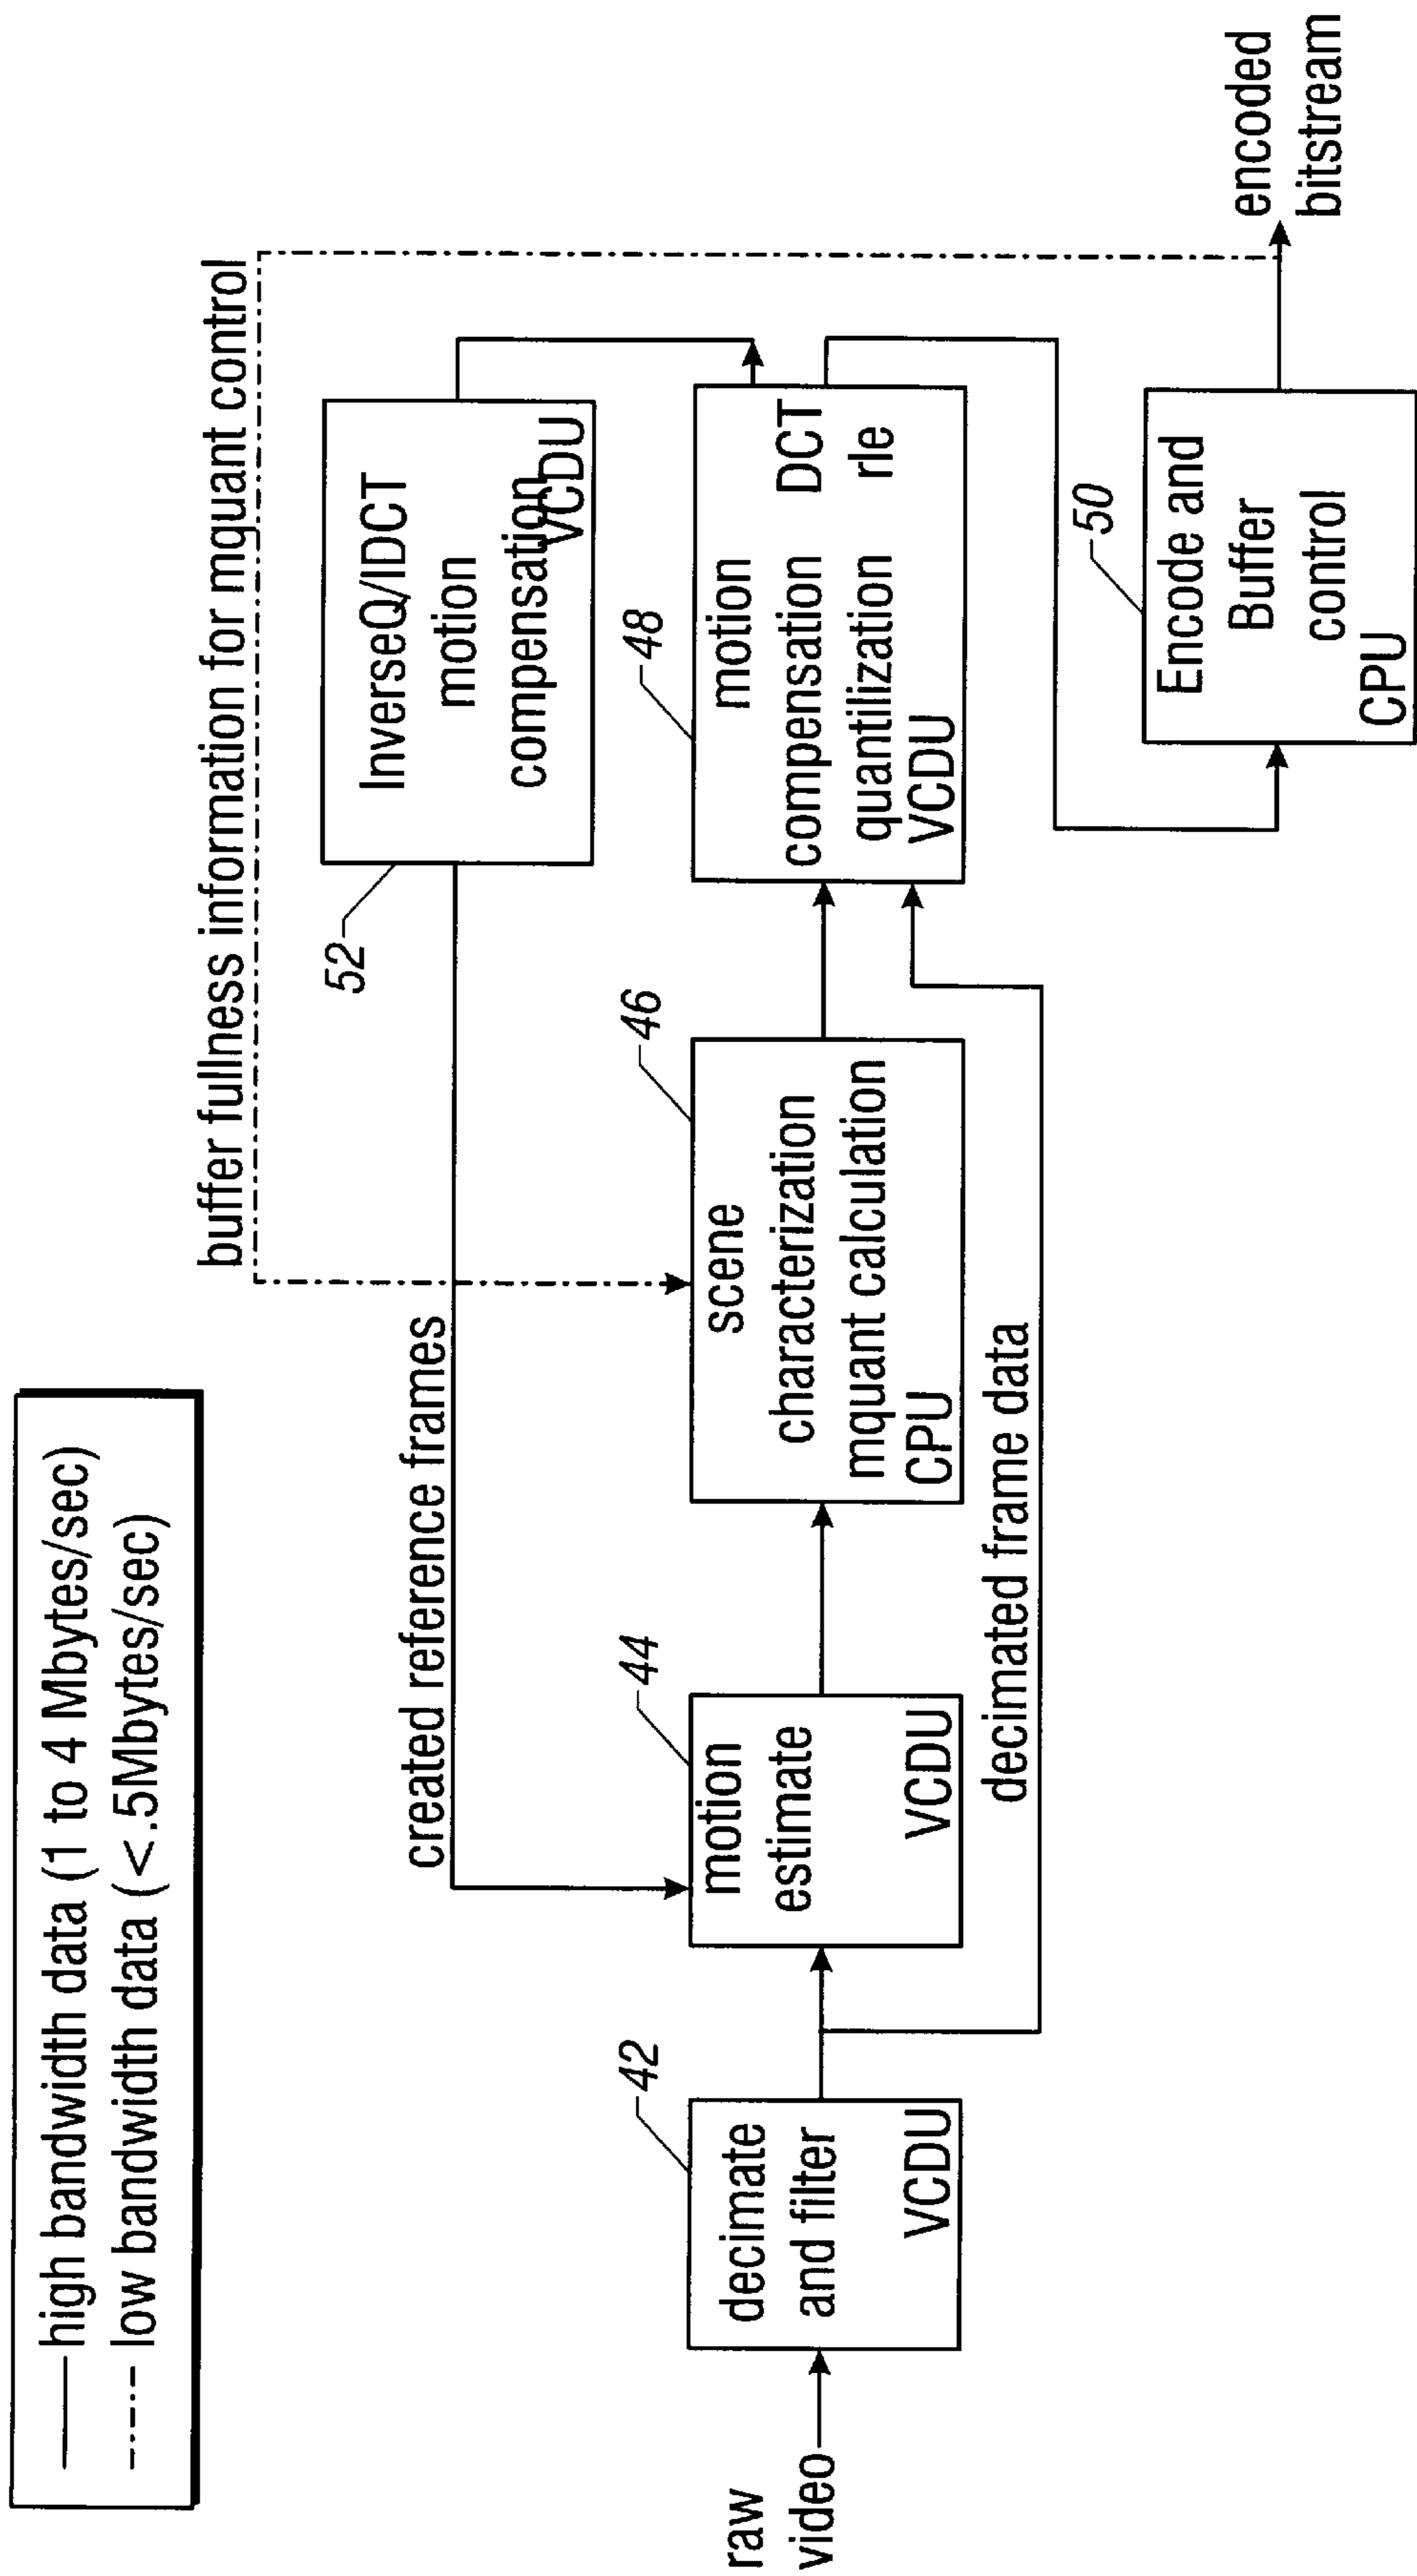 high bandwidth data (1 to 4 Mbytes/sec)
low bandwidth data (<.5Mbytes/sec)
buffer fullness information for mquant control
created reference frames
52
InverseQ/IDCT
motion
compensation
VCDU
raw
video
42
decimate
and filter
VCDU
44
motion
estimate
VCDU
46
scene
characterization
mquant calculation
CPU
48
motion
compensation DCT
quantilization rle
VCDU
decimated frame data
50
Encode and
Buffer
control
CPU
encoded
bitstream